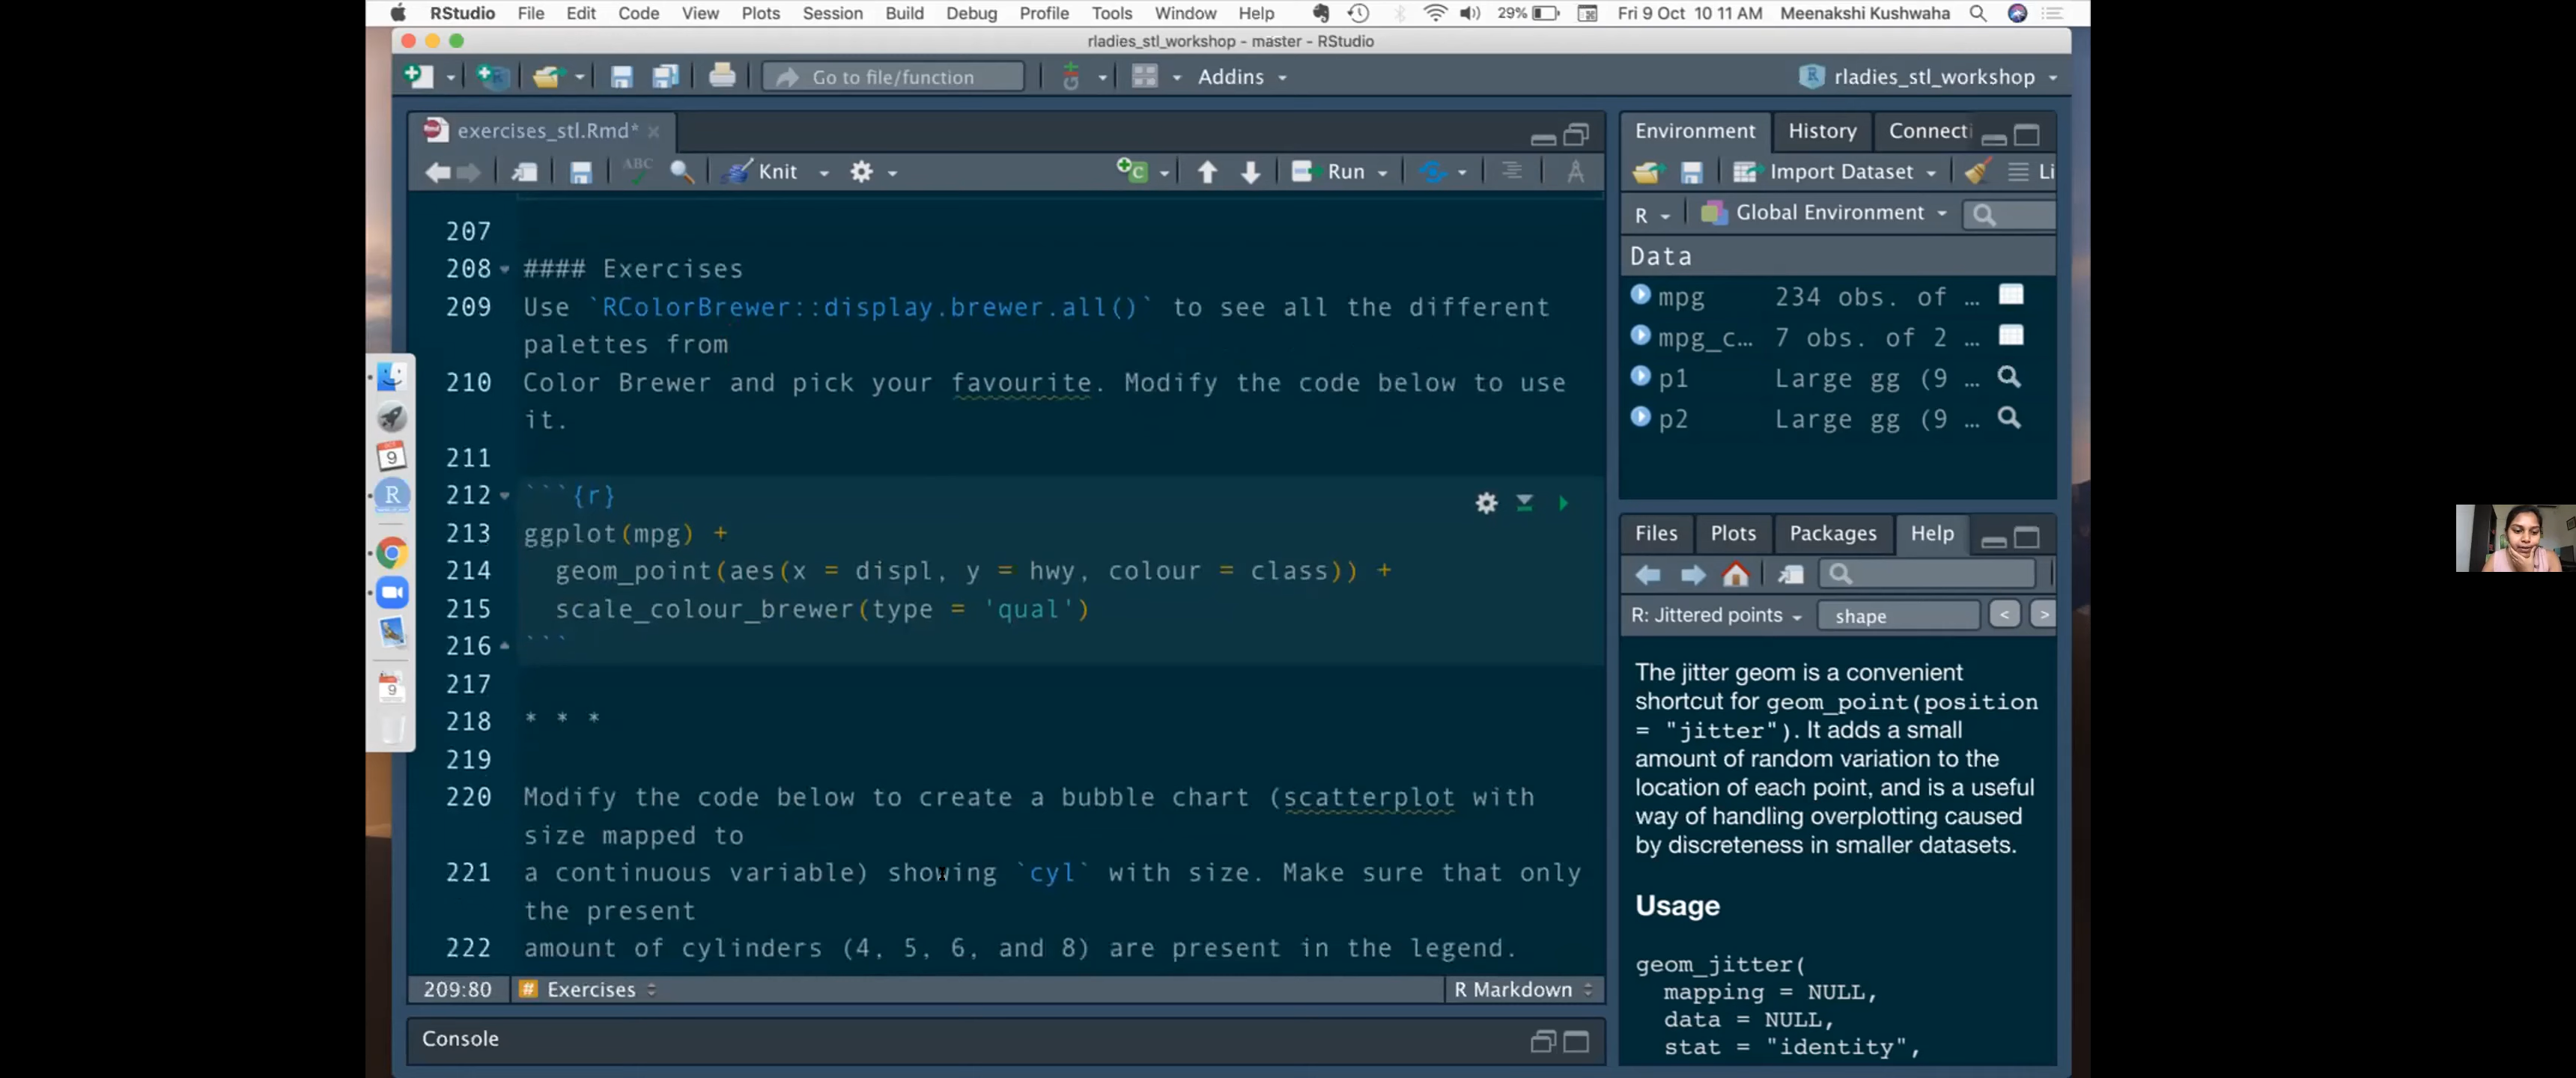 RStudio File Edit Code View Plots Session Build Debug Profile Tools Window Help 29% Fri 9 Oct 10 11 AM Meenakshi Kushwaha
rladies_stl_workshop - master - RStudio
Go to file/function Addins rladies_stl_workshop
exercises_stl.Rmd*
ABC Knit Run
207
208 #### Exercises
209 Use `RColorBrewer::display.brewer.all()` to see all the different
palettes from
210 Color Brewer and pick your favourite. Modify the code below to use
it.
211
212 ```{r}
213 ggplot(mpg) +
214 geom_point(aes(x = displ, y = hwy, colour = class)) +
215 scale_colour_brewer(type = 'qual')
216 ```
217
218 * * *
219
220 Modify the code below to create a bubble chart (scatterplot with
size mapped to
221 a continuous variable) showing `cyl` with size. Make sure that only
the present
222 amount of cylinders (4, 5, 6, and 8) are present in the legend.
209:80 # Exercises R Markdown
Console
Environment History Connecti
Import Dataset Li
R Global Environment
Data
mpg 234 obs. of …
mpg_c… 7 obs. of 2 …
p1 Large gg (9 …
p2 Large gg (9 …
Files Plots Packages Help
R: Jittered points shape < >
The jitter geom is a convenient
shortcut for geom_point(position
= "jitter"). It adds a small
amount of random variation to the
location of each point, and is a useful
way of handling overplotting caused
by discreteness in smaller datasets.
Usage
geom_jitter(
mapping = NULL,
data = NULL,
stat = "identity",
9
R
9